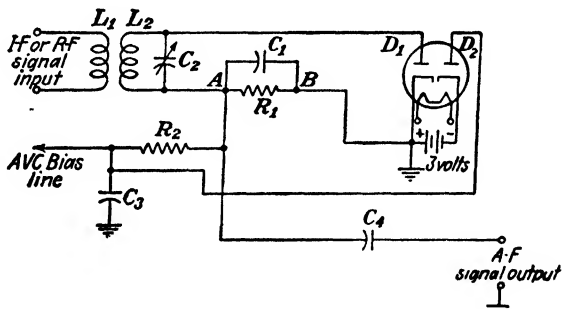 L1 L2
I-F or R-F
signal
input
C2
C1
A
B
R1
D1
D2
+ -
3 volts
R2
AVC Bias
line
C3
C4
A-F
signal output